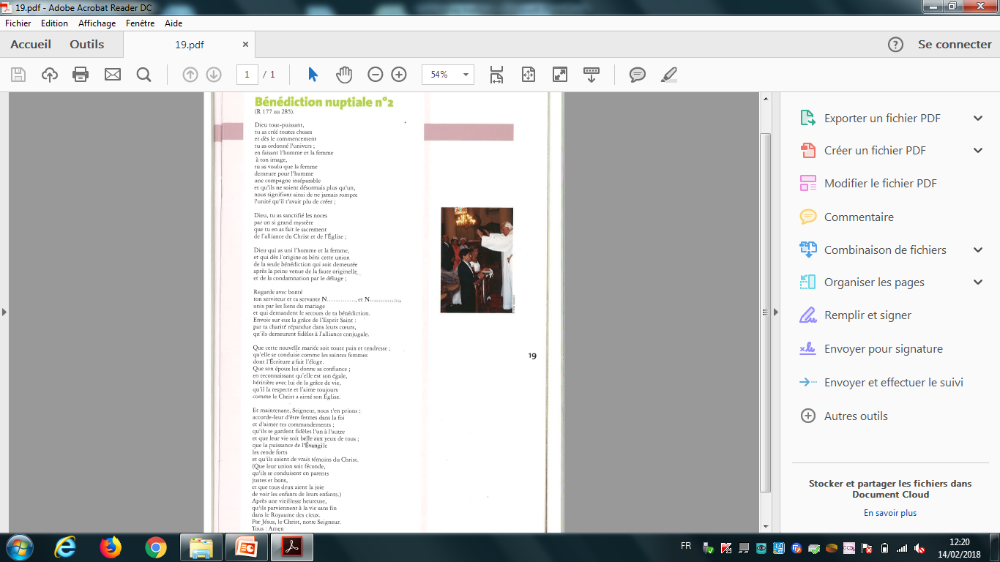 19.pdf - Adobe Acrobat Reader DC
Fichier Edition Affichage Fenêtre Aide
Accueil Outils 19.pdf × ? Se connecter
1 / 1 54%
Bénédiction nuptiale n°2
(R 177 ou 285).
Dieu tout-puissant,
tu as créé toutes choses
et dès le commencement
tu as ordonné l'univers ;
en faisant l'homme et la femme
à ton image,
tu as voulu que la femme
demeure pour l'homme
une compagne inséparable
et qu'ils ne soient désormais plus qu'un,
nous signifiant ainsi de ne jamais rompre
l'unité qu'il t'avait plu de créer ;
Dieu, tu as sanctifié les noces
par un si grand mystère
que tu en as fait le sacrement
de l'alliance du Christ et de l'Église ;
Dieu qui as uni l'homme et la femme,
et qui dès l'origine as béni cette union
de la seule bénédiction qui soit demeurée
après la peine venue de la faute originelle
et de la condamnation par le déluge ;
Regarde avec bonté
ton serviteur et ta servante N............., et N.............,
unis par les liens du mariage
et qui demandent le secours de ta bénédiction.
Envoie sur eux la grâce de l'Esprit Saint :
par ta charité répandue dans leurs cœurs,
qu'ils demeurent fidèles à l'alliance conjugale.
Que cette nouvelle mariée soit toute paix et tendresse ;
qu'elle se conduise comme les saintes femmes
dont l'Écriture a fait l'éloge.
Que son époux lui donne sa confiance ;
en reconnaissant qu'elle est son égale,
héritière avec lui de la grâce de vie,
qu'il la respecte et l'aime toujours
comme le Christ a aimé son Église.
Et maintenant, Seigneur, nous t'en prions :
accorde-leur d'être fermes dans la foi
et d'aimer tes commandements ;
qu'ils se gardent fidèles l'un à l'autre
et que leur vie soit belle aux yeux de tous ;
que la puissance de l'Évangile
les rende forts
et qu'ils soient de vrais témoins du Christ.
(Que leur union soit féconde,
qu'ils se conduisent en parents
justes et bons,
et que tous deux aient la joie
de voir les enfants de leurs enfants.)
Après une vieillesse heureuse,
qu'ils parviennent à la vie sans fin
dans le Royaume des cieux.
Par Jésus, le Christ, notre Seigneur.
Tous : Amen
19
Exporter un fichier PDF
Créer un fichier PDF
Modifier le fichier PDF
Commentaire
Combinaison de fichiers
Organiser les pages
Remplir et signer
Envoyer pour signature
Envoyer et effectuer le suivi
Autres outils
Stocker et partager les fichiers dans
Document Cloud
En savoir plus
FR 12:20
14/02/2018